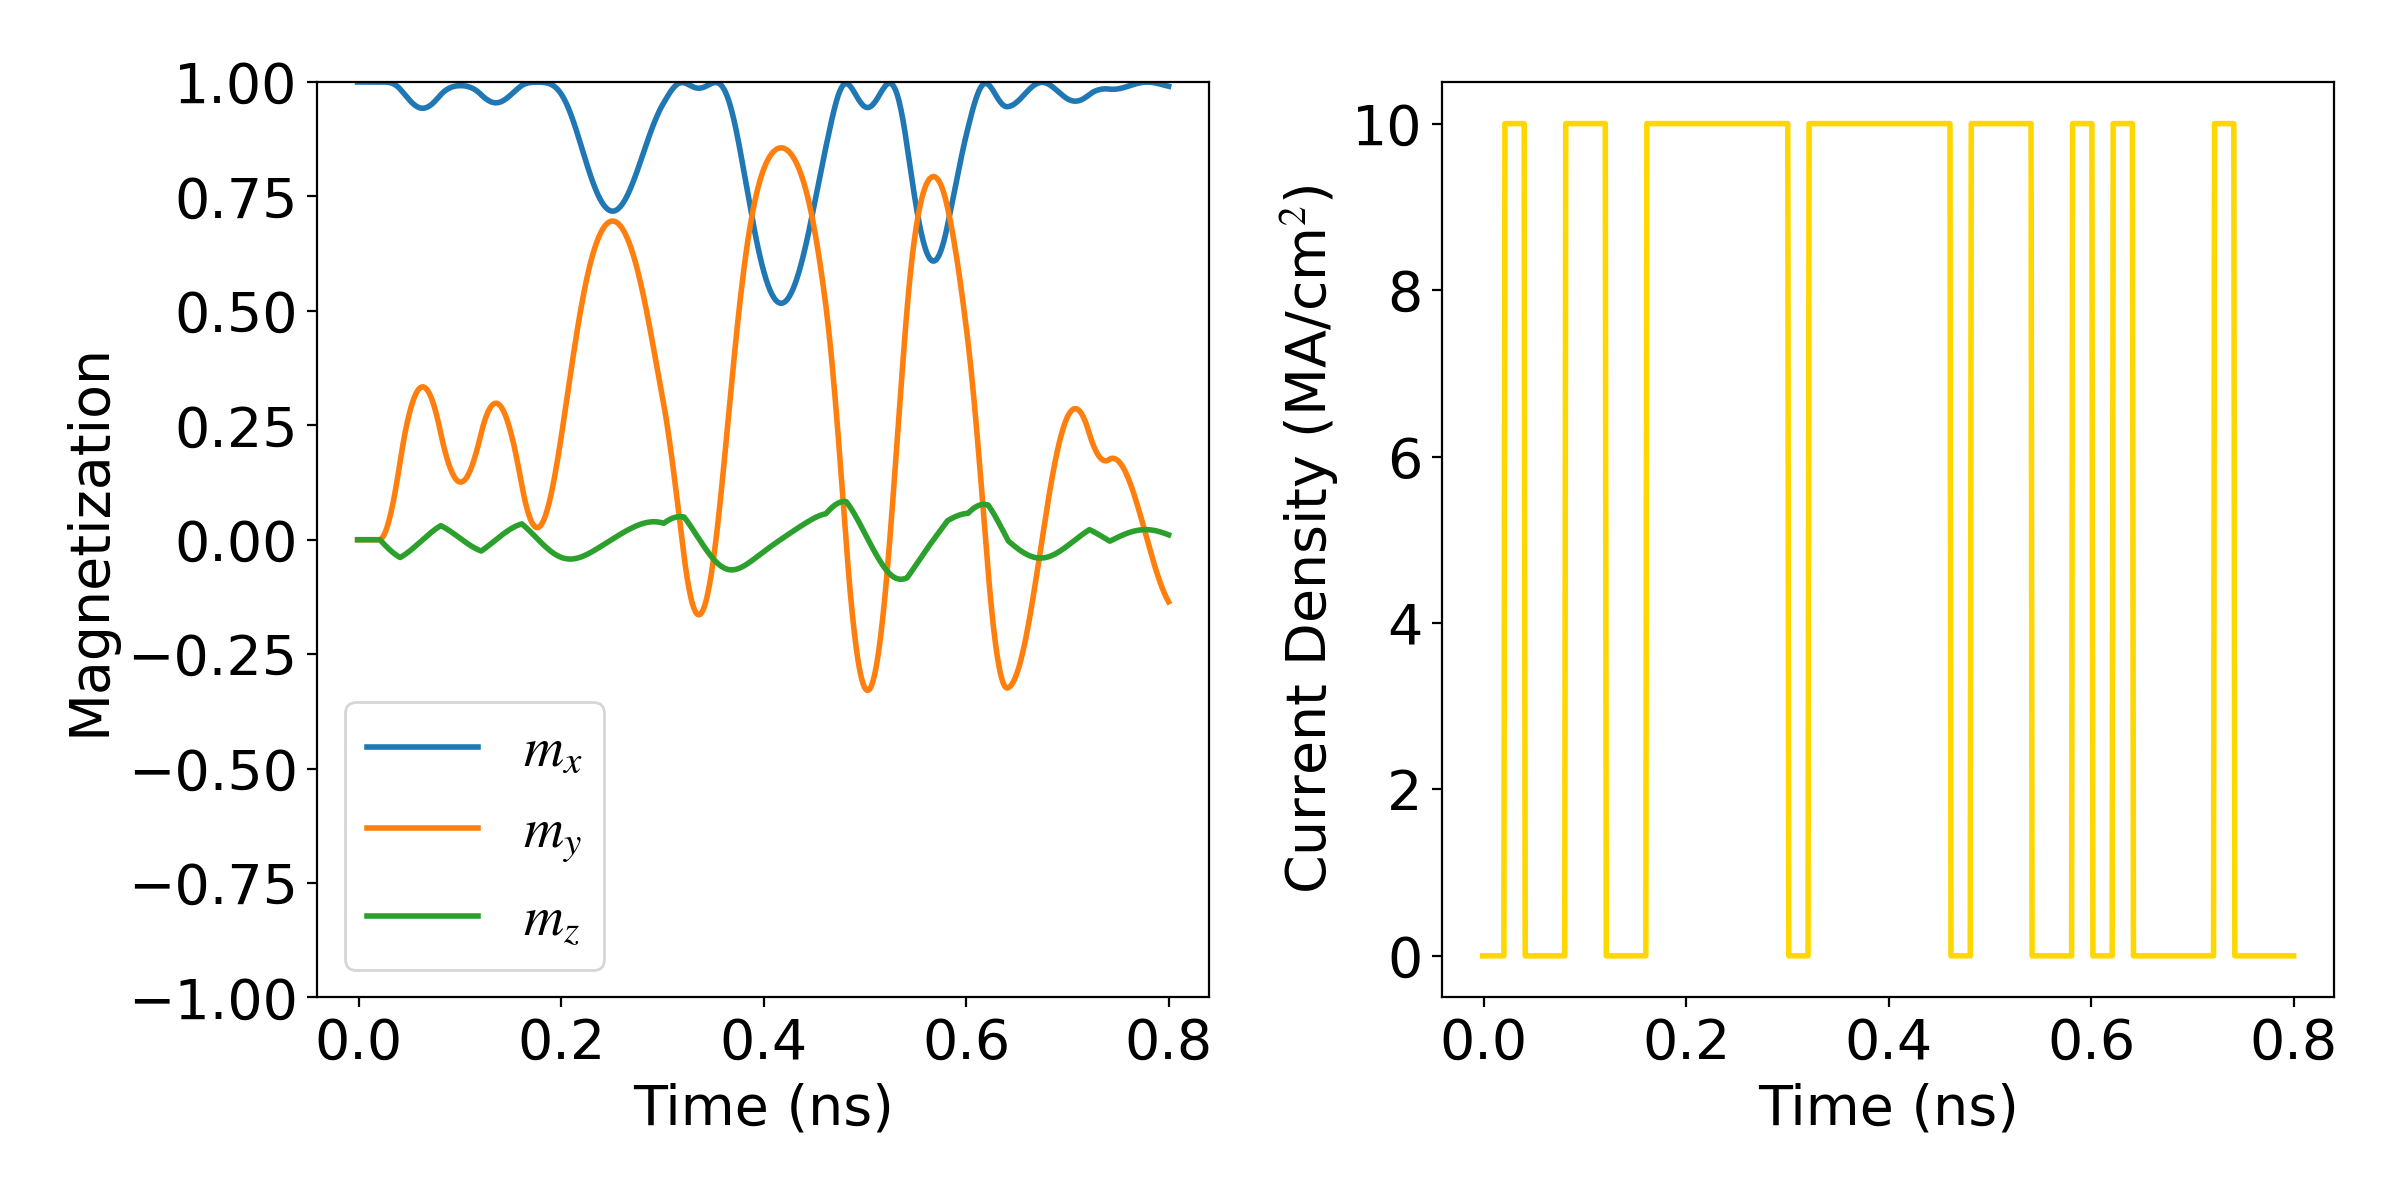 Magnetization
1.00
0.75
0.50
0.25
0.00
−0.25
−0.50
−0.75
−1.00
m_x
m_y
m_z
0.0 0.2 0.4 0.6 0.8
Time (ns)
Current Density (MA/cm²)
10
8
6
4
2
0
0.0 0.2 0.4 0.6 0.8
Time (ns)